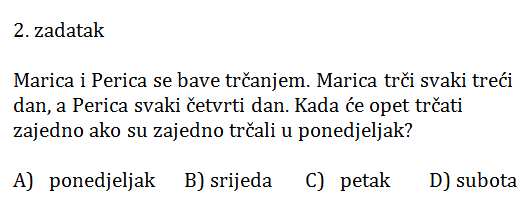 2. zadatak
Marica i Perica se bave trčanjem. Marica trči svaki treći
dan, a Perica svaki četvrti dan. Kada će opet trčati
zajedno ako su zajedno trčali u ponedjeljak?
A) ponedjeljak B) srijeda C) petak D) subota